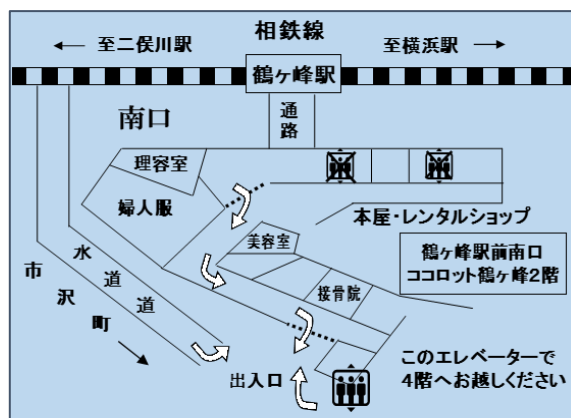 相鉄線
← 至二俣川駅
至横浜駅 →
鶴ヶ峰駅
通路
南口
理容室
婦人服
本屋・レンタルショップ
美容室
鶴ヶ峰駅前南口
ココロット鶴ヶ峰2階
接骨院
水道道
市沢町
出入口
このエレベーターで
4階へお越しください